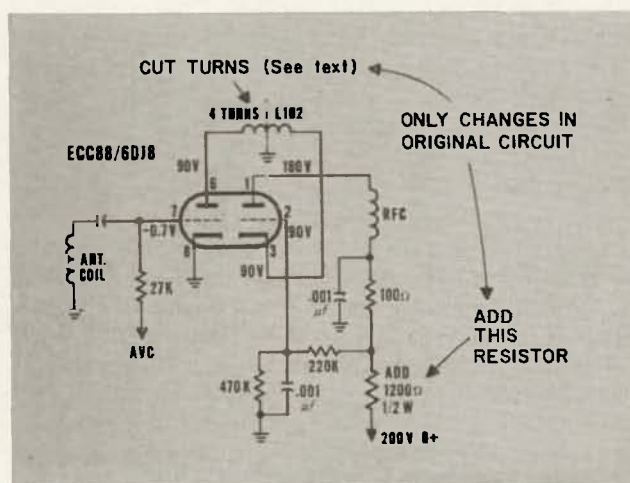 CUT TURNS (See text)
4 TURNS : L102
ONLY CHANGES IN
ORIGINAL CIRCUIT
ECC88/6DJ8
90V
180V
6
1
7
2
8
3
-0.7V
90V
90V
RFC
ANT.
COIL
27K
.001
μf
100Ω
AVC
ADD
THIS
RESISTOR
220K
470K
.001
μf
ADD
1200Ω
1/2 W
200V B+